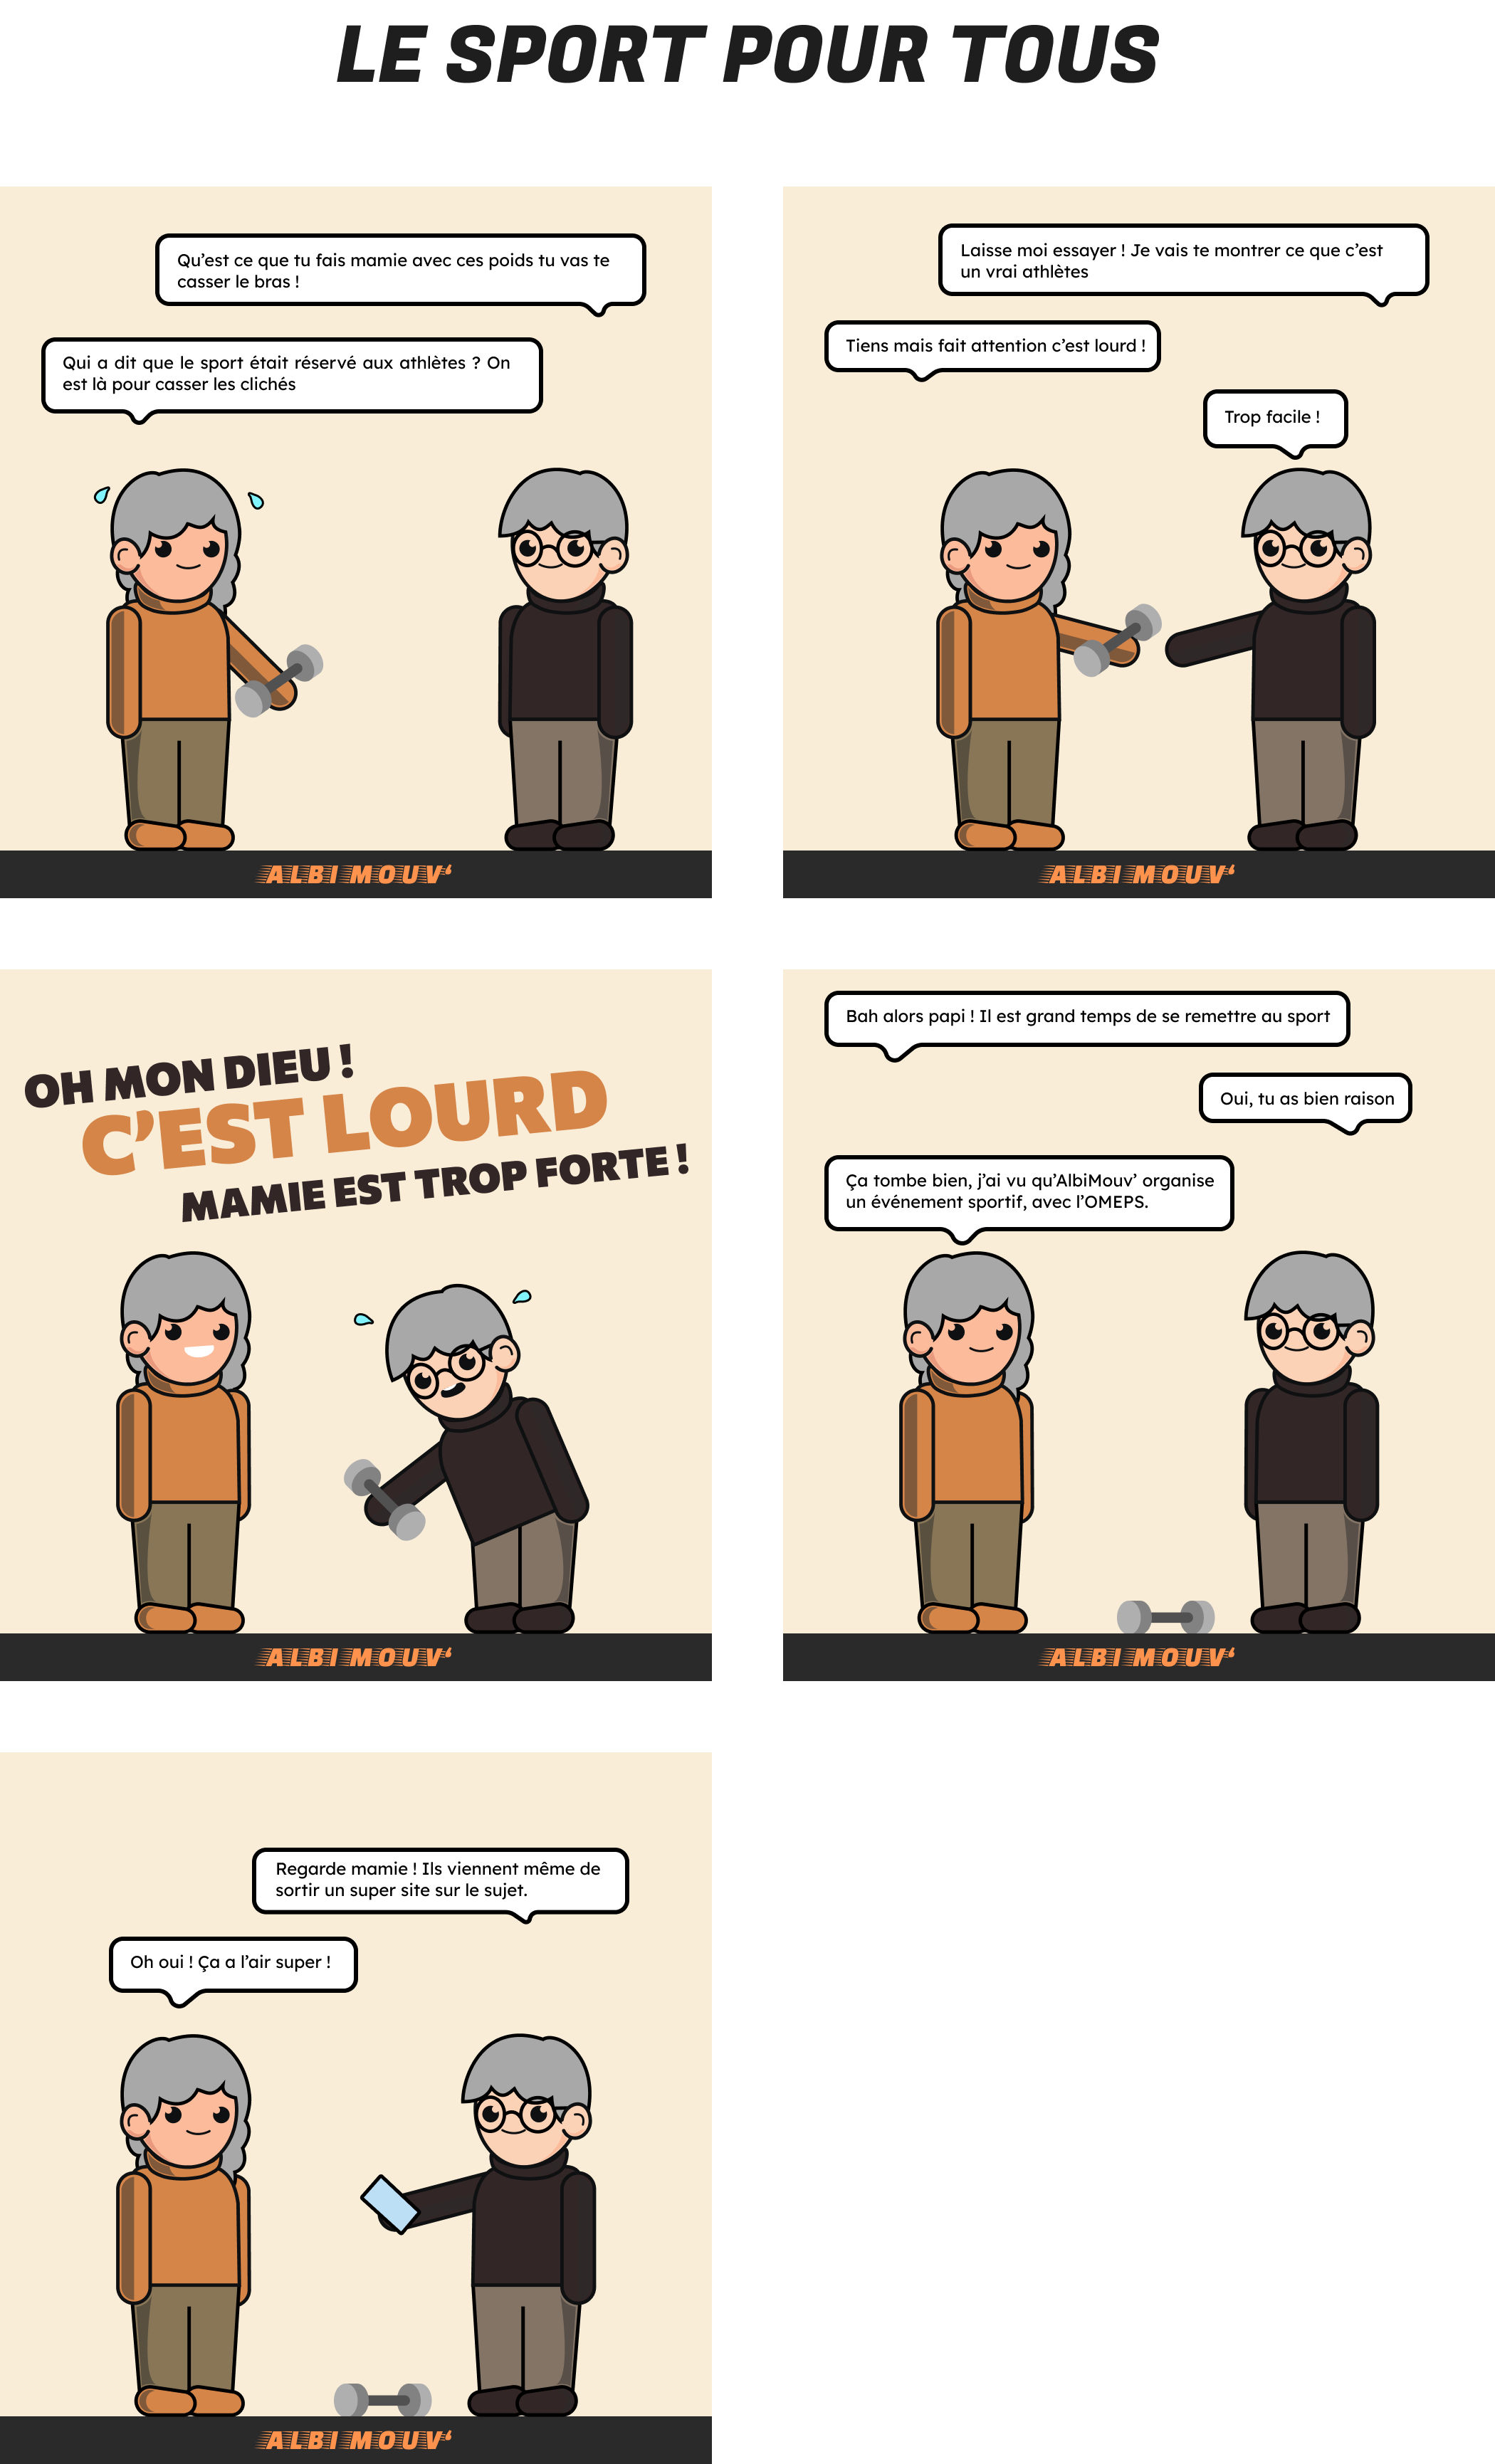 LE SPORT POUR TOUS
Qu'est ce que tu fais mamie avec ces poids tu vas te
casser le bras !
Qui a dit que le sport était réservé aux athlètes ? On
est là pour casser les clichés
ALBI MOUV'
Laisse moi essayer ! Je vais te montrer ce que c'est
un vrai athlètes
Tiens mais fait attention c'est lourd !
Trop facile !
ALBI MOUV'
OH MON DIEU !
C'EST LOURD
MAMIE EST TROP FORTE !
ALBI MOUV'
Bah alors papi ! Il est grand temps de se remettre au sport
Oui, tu as bien raison
Ça tombe bien, j'ai vu qu'AlbiMouv' organise
un événement sportif, avec l'OMEPS.
ALBI MOUV'
Regarde mamie ! Ils viennent même de
sortir un super site sur le sujet.
Oh oui ! Ça a l'air super !
ALBI MOUV'